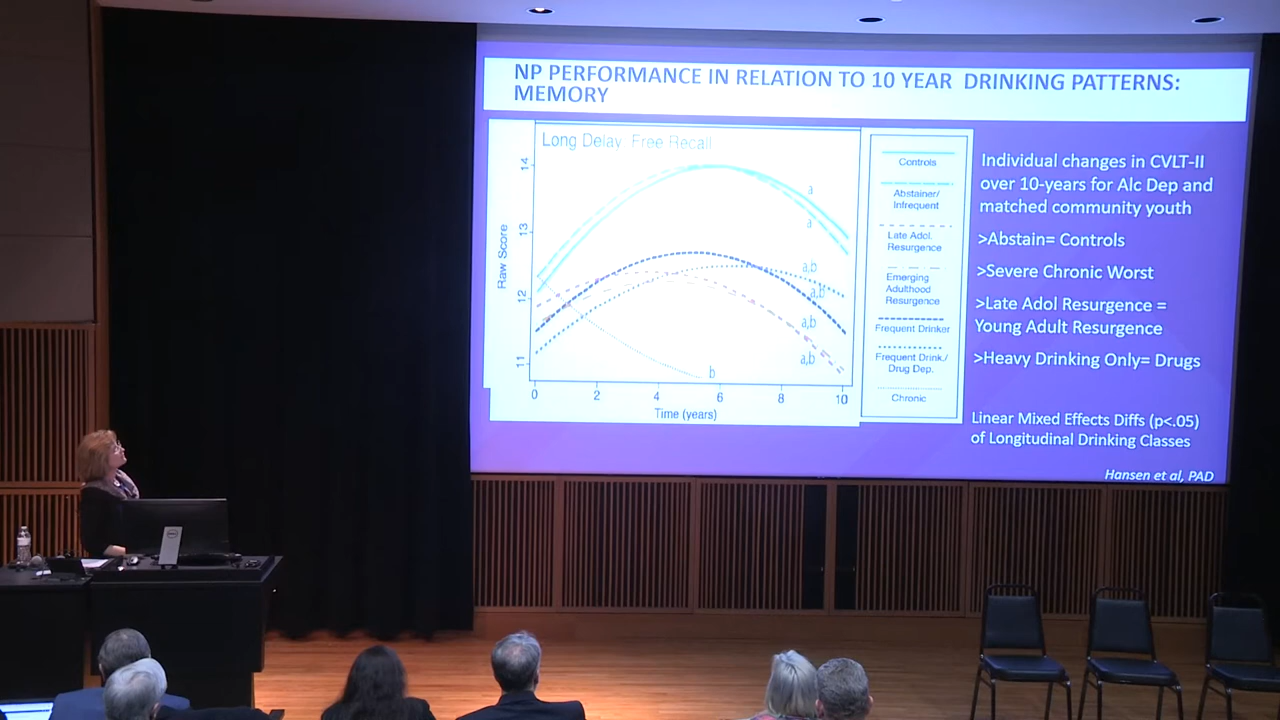 NP PERFORMANCE IN RELATION TO 10 YEAR DRINKING PATTERNS:
MEMORY
Long Delay Free Recall
Raw Score
14
13
12
11
a
a
a,b
a,b
a,b
a,b
b
0 2 4 6 8 10
Time (years)
Controls
Abstainer/
Infrequent
Late Adol.
Resurgence
Emerging
Adulthood
Resurgence
Frequent Drinker
Frequent Drink./
Drug Dep.
Chronic
Individual changes in CVLT-II
over 10-years for Alc Dep and
matched community youth
>Abstain= Controls
>Severe Chronic Worst
>Late Adol Resurgence =
Young Adult Resurgence
>Heavy Drinking Only= Drugs
Linear Mixed Effects Diffs (p<.05)
of Longitudinal Drinking Classes
Hansen et al, PAD